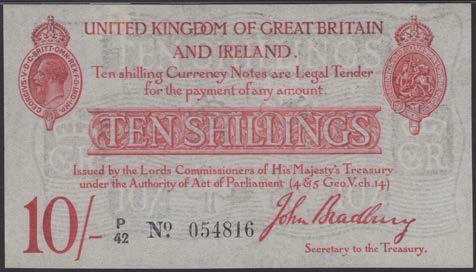 UNITED KINGDOM OF GREAT BRITAIN
AND IRELAND.
Ten shilling Currency Notes are Legal Tender
for the payment of any amount.
TEN SHILLINGS
Issued by the Lords Commissioners of His Majesty's Treasury
under the Authority of Act of Parliament (4 & 5 Geo.V. ch.14)
10/- P/42 No 054816 John Bradbury
Secretary to the Treasury.